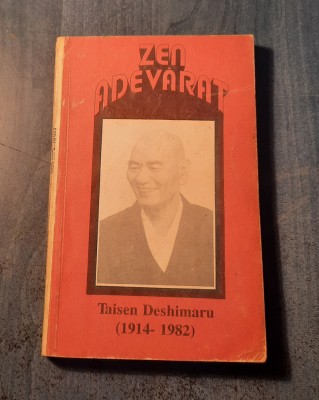 ZEN
ADEVĂRAT
Taisen Deshimaru
(1914- 1982)